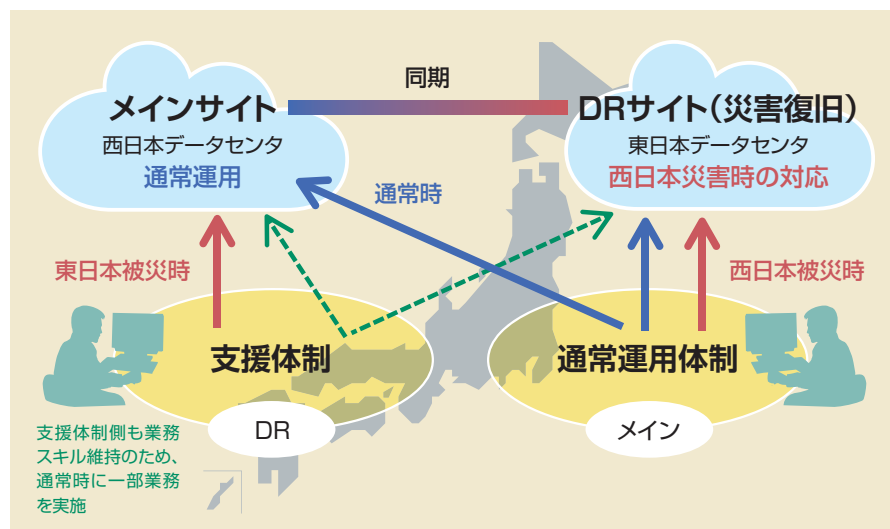 同期
メインサイト
西日本データセンタ
通常運用
DRサイト（災害復旧）
東日本データセンタ
西日本災害時の対応
通常時
東日本被災時
西日本被災時
支援体制
通常運用体制
DR
メイン
支援体制側も業務
スキル維持のため、
通常時に一部業務
を実施